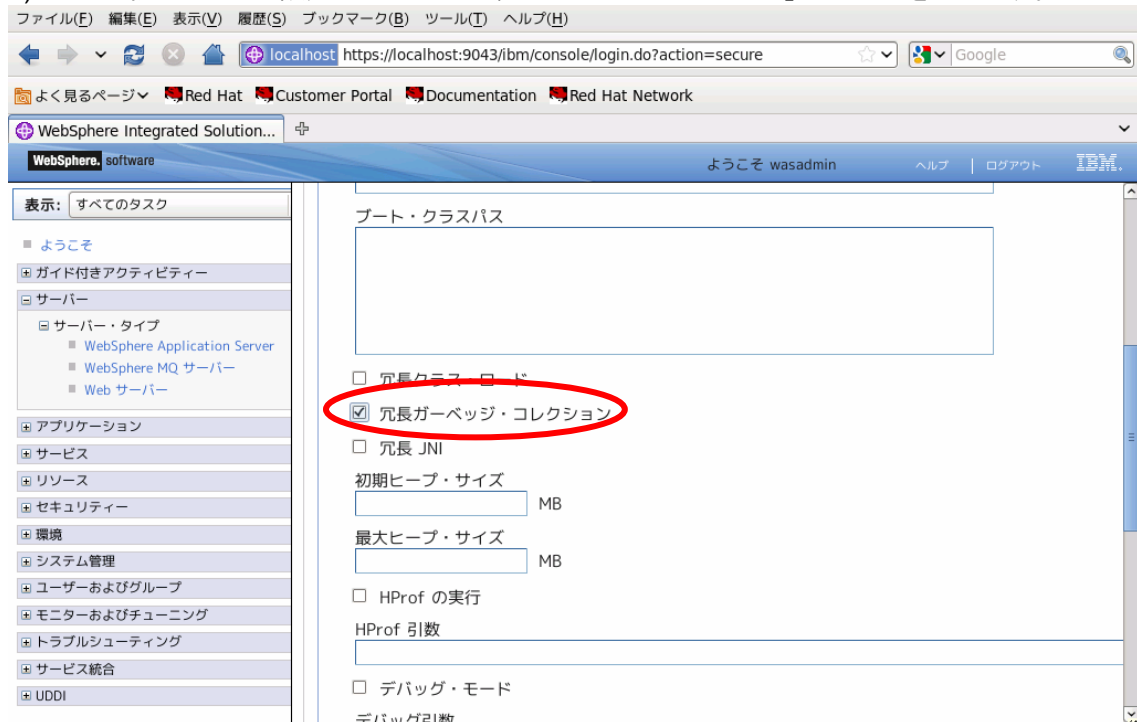 ファイル(F) 編集(E) 表示(V) 履歴(S) ブックマーク(B) ツール(T) ヘルプ(H)
localhost https://localhost:9043/ibm/console/login.do?action=secure Google
よく見るページ Red Hat Customer Portal Documentation Red Hat Network
WebSphere Integrated Solution...
WebSphere. software ようこそ wasadmin ヘルプ | ログアウト IBM.
表示: すべてのタスク
ようこそ
ガイド付きアクティビティー
サーバー
サーバー・タイプ
WebSphere Application Server
WebSphere MQ サーバー
Web サーバー
アプリケーション
サービス
リソース
セキュリティー
環境
システム管理
ユーザーおよびグループ
モニターおよびチューニング
トラブルシューティング
サービス統合
UDDI
ブート・クラスパス
冗長クラス・ロード
冗長ガーベッジ・コレクション
冗長 JNI
初期ヒープ・サイズ
MB
最大ヒープ・サイズ
MB
HProf の実行
HProf 引数
デバッグ・モード
デバッグ引数